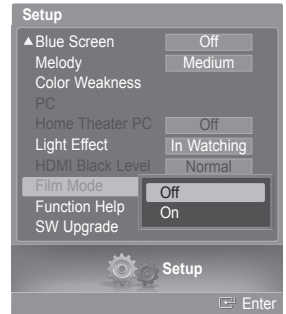 Setup
▲Blue Screen Off
Melody Medium
Color Weakness
PC
Home Theater PC Off
Light Effect In Watching
HDMI Black Level Normal
Film Mode Off
On
Function Help
SW Upgrade
Setup
Enter